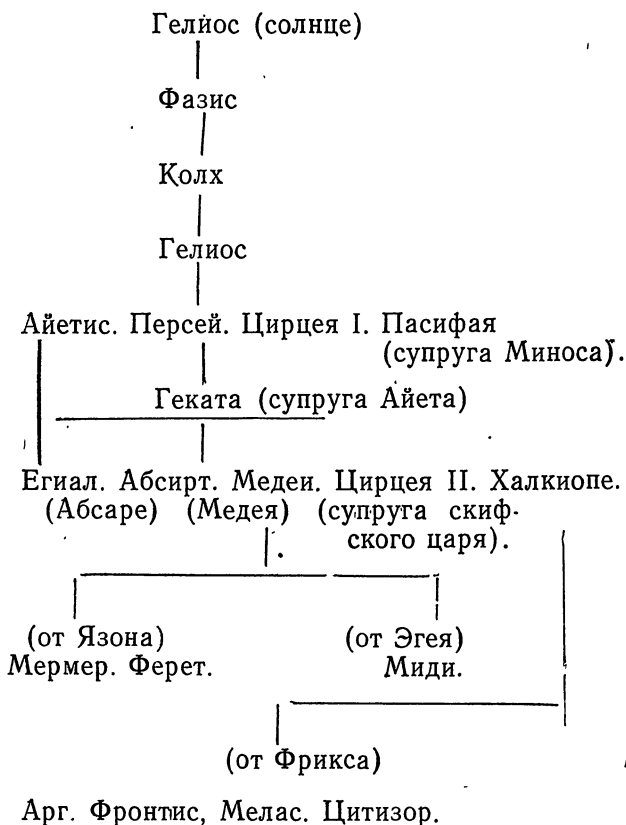 Гелиос (солнце)
Фазис
Колх
Гелиос
Айетис. Персей. Цирцея I. Пасифая
(супруга Миноса).
Геката (супруга Айета)
Егиал. Абсирт. Медеи. Цирцея II. Халкиопе.
(Абсаре) (Медея) (супруга скиф-
ского царя).
(от Язона) (от Эгея)
Мермер. Ферет. Миди.
(от Фрикса)
Арг. Фронтис, Мелас. Цитизор.